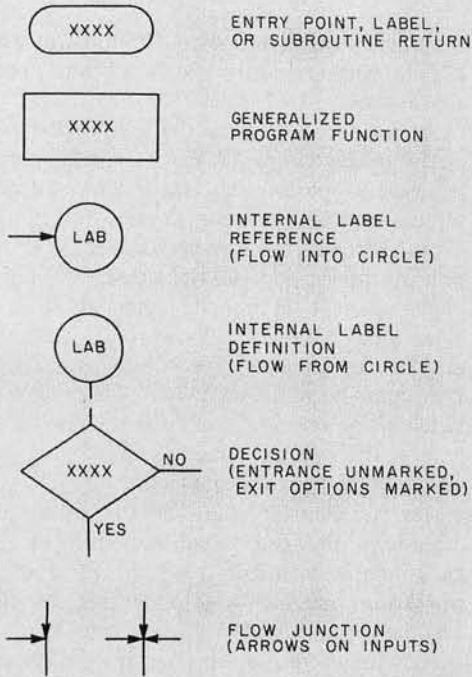 XXXX
ENTRY POINT, LABEL,
OR SUBROUTINE RETURN
XXXX
GENERALIZED
PROGRAM FUNCTION
LAB
INTERNAL LABEL
REFERENCE
(FLOW INTO CIRCLE)
LAB
INTERNAL LABEL
DEFINITION
(FLOW FROM CIRCLE)
XXXX
NO
YES
DECISION
(ENTRANCE UNMARKED,
EXIT OPTIONS MARKED)
FLOW JUNCTION
(ARROWS ON INPUTS)